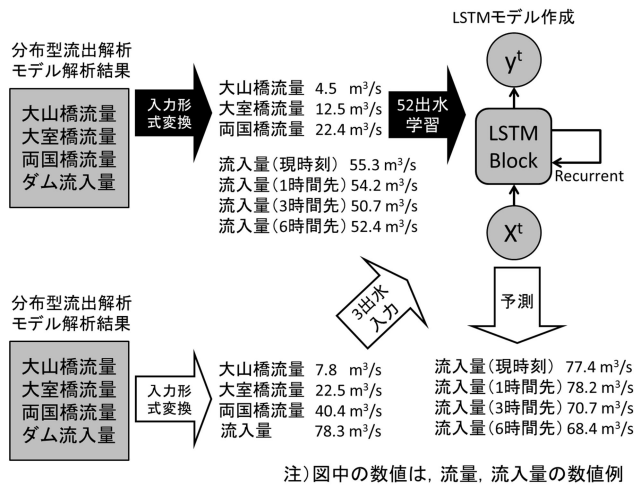 LSTMモデル作成
分布型流出解析
モデル解析結果
大山橋流量
大室橋流量
両国橋流量
ダム流入量
入力形
式変換
大山橋流量 4.5 m³/s
大室橋流量 12.5 m³/s
両国橋流量 22.4 m³/s
流入量(現時刻) 55.3 m³/s
流入量(1時間先) 54.2 m³/s
流入量(3時間先) 50.7 m³/s
流入量(6時間先) 52.4 m³/s
52出水
学習
yᵗ
LSTM
Block
Recurrent
Xᵗ
分布型流出解析
モデル解析結果
大山橋流量
大室橋流量
両国橋流量
ダム流入量
入力形
式変換
大山橋流量 7.8 m³/s
大室橋流量 22.5 m³/s
両国橋流量 40.4 m³/s
流入量 78.3 m³/s
3出水
入力
予測
流入量(現時刻) 77.4 m³/s
流入量(1時間先) 78.2 m³/s
流入量(3時間先) 70.7 m³/s
流入量(6時間先) 68.4 m³/s
注)図中の数値は,流量,流入量の数値例